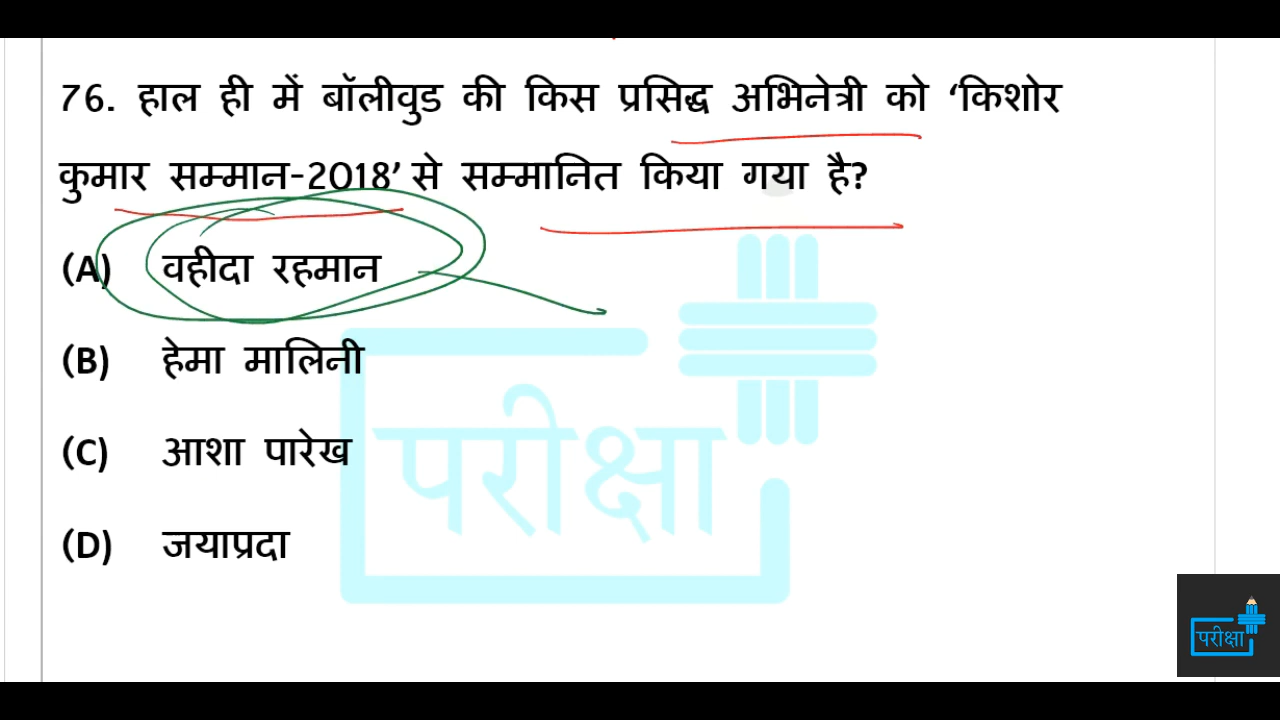 76. हाल ही में बॉलीवुड की किस प्रसिद्ध अभिनेत्री को ‘किशोर
कुमार सम्मान-2018’ से सम्मानित किया गया है?
(A) वहीदा रहमान
(B) हेमा मालिनी
(C) आशा पारेख
(D) जयाप्रदा
परीक्षा
परीक्षा